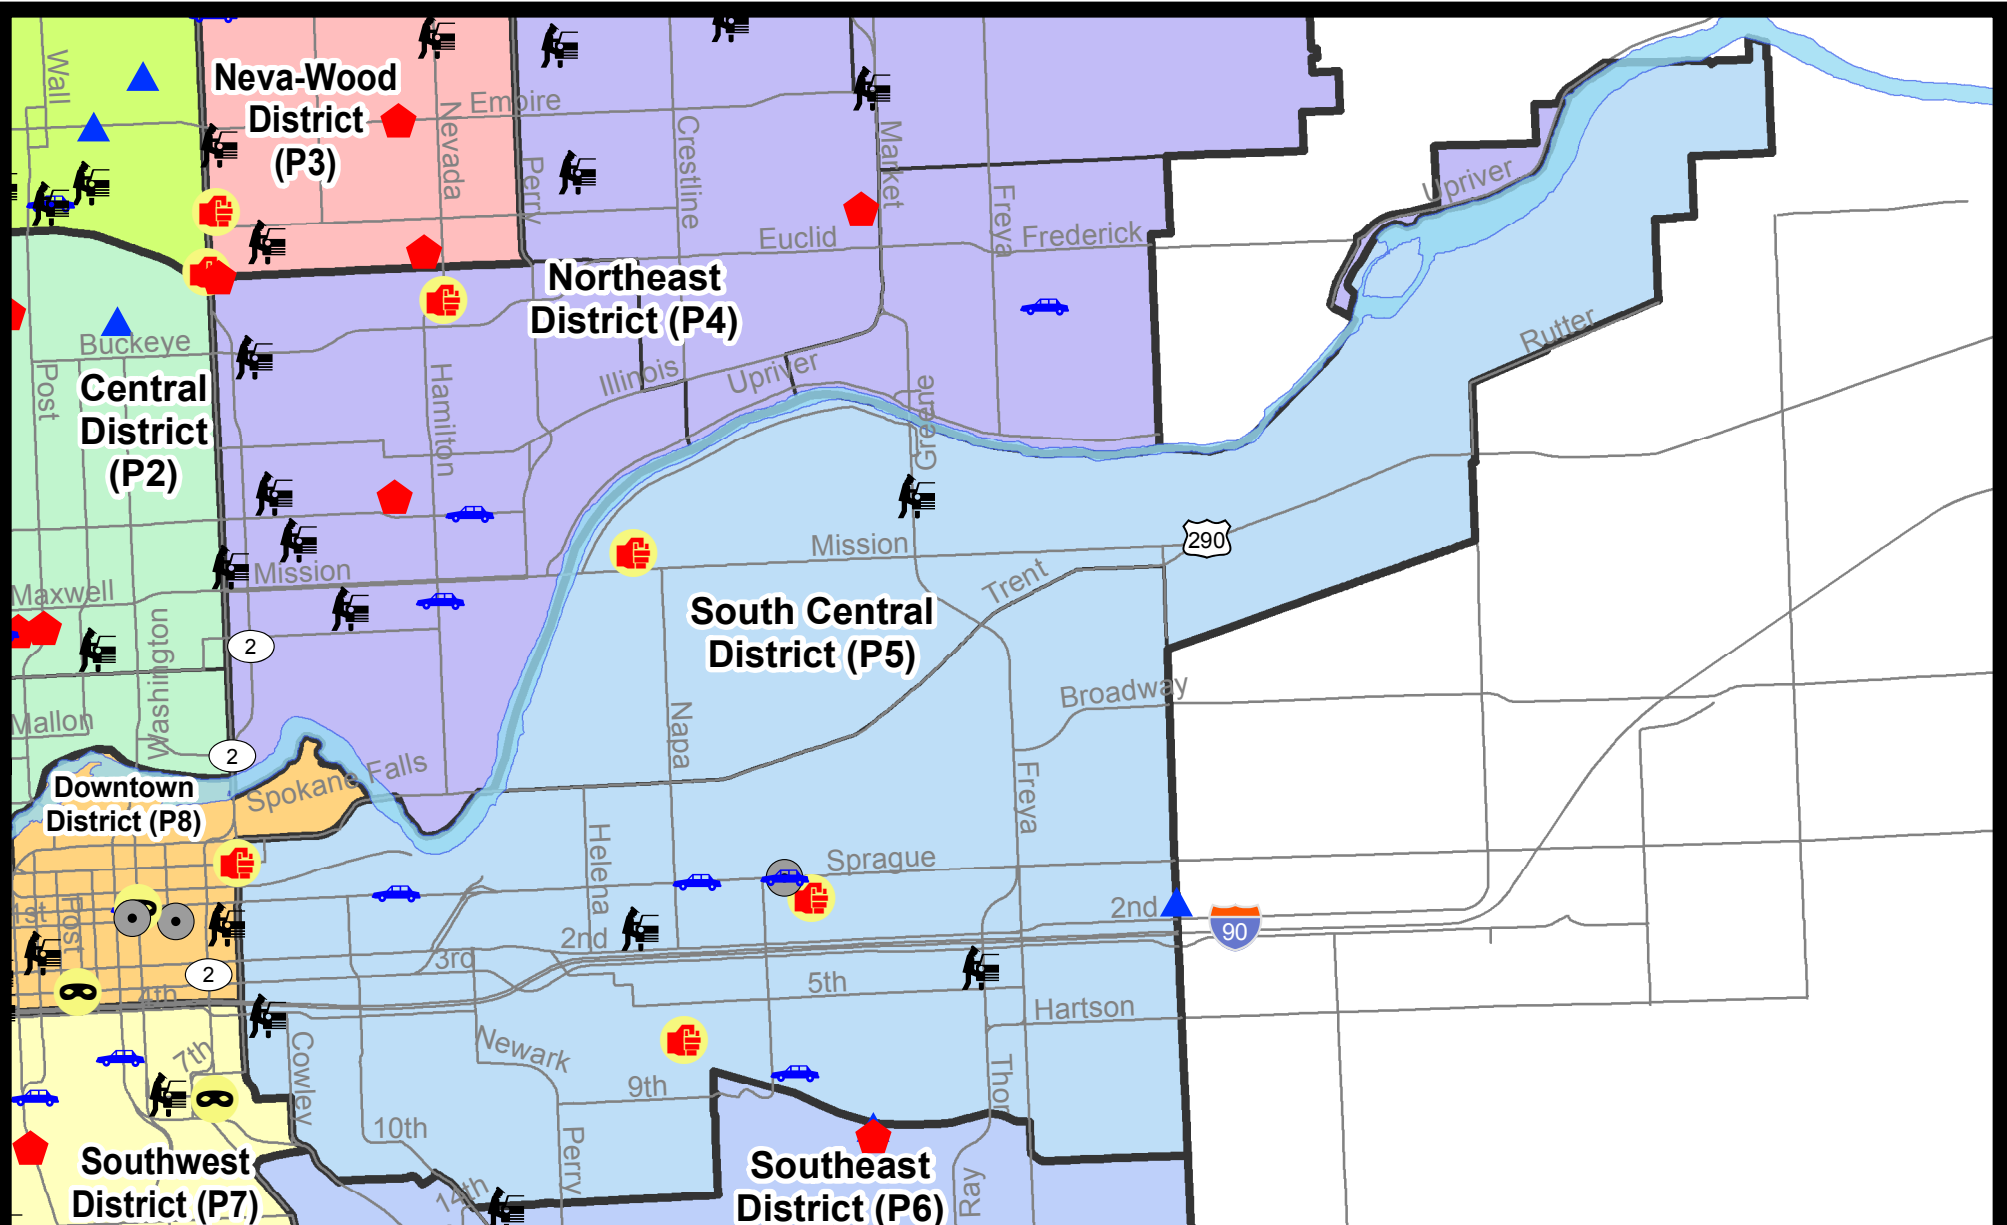 Wall
Neva-Wood
District
(P3)
Empire
Nevada
Perry
Crestline
Market
Freya
Euclid
Frederick
Upriver
Rutter
Northeast
District (P4)
Buckeye
Post
Central
District
(P2)
Hamilton
Illinois
Upriver
Greene
Mission
290
Trent
Mission
Maxwell
Washington
2
South Central
District (P5)
Broadway
Mallon
2
Napa
Spokane Falls
Downtown
District (P8)
Freya
Helena
Sprague
1st
Post
2nd
90
2nd
3rd
2
4th
5th
Hartson
Cowley
7th
Newark
9th
Thor
10th
Perry
14th
Ray
Southwest
District (P7)
Southeast
District (P6)